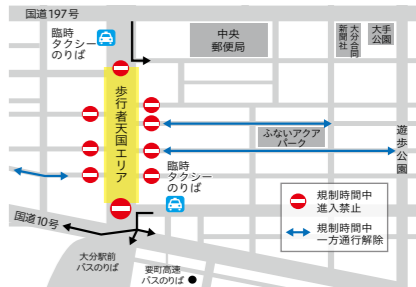 国道197号
臨時
タクシー
のりば
中央
郵便局
大分合同
新聞社
大手
公園
歩行者天国エリア
ふないアクア
パーク
遊歩公園
臨時
タクシー
のりば
規制時間中
進入禁止
規制時間中
一方通行解除
国道10号
大分駅前
バスのりば
要町高速
バスのりば